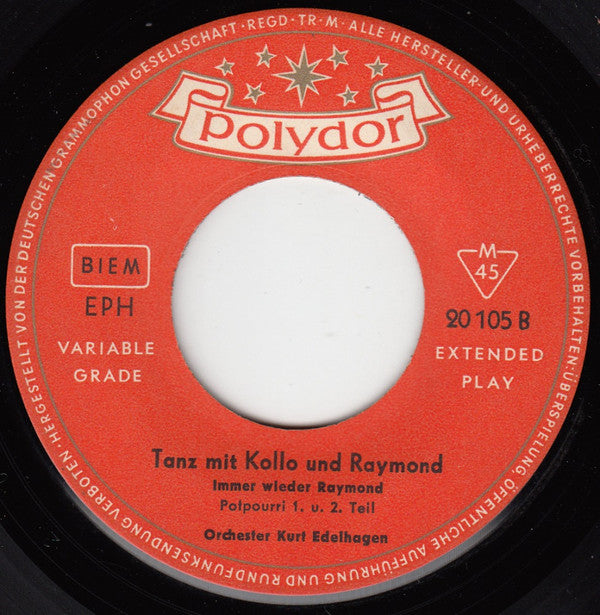 HERGESTELLT VON DER DEUTSCHEN GRAMMOPHON GESELLSCHAFT · REGD · TR · M · ALLE HERSTELLER- UND URHEBERRECHTE VORBEHALTEN: ÜBERSPIELUNG, ÖFFENTLICHE AUFFÜHRUNG UND RUNDFUNKSENDUNG VERBOTEN ·
Polydor
BIEM
EPH
VARIABLE
GRADE
M
45
20 105 B
EXTENDED
PLAY
Tanz mit Kollo und Raymond
Immer wieder Raymond
Potpourri 1. u. 2. Teil
Orchester Kurt Edelhagen